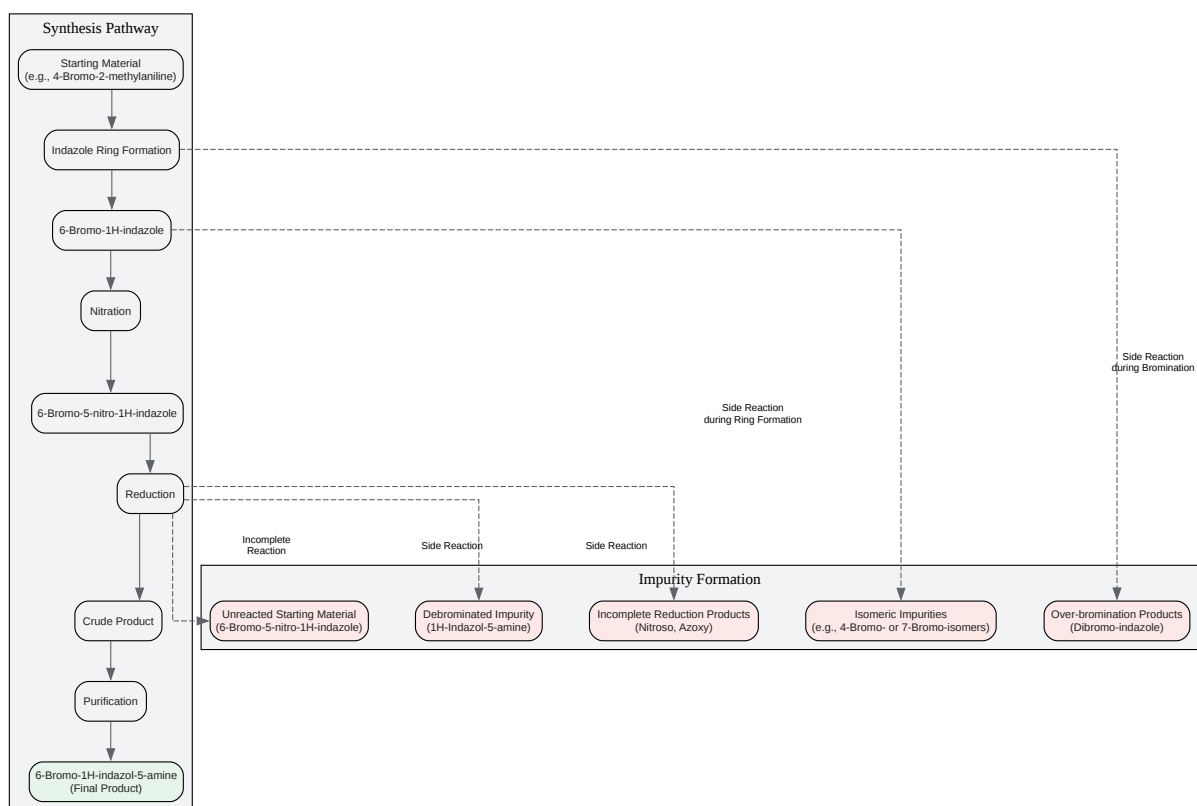 Synthesis Pathway
Starting Material
(e.g., 4-Bromo-2-methylaniline)
Indazole Ring Formation
6-Bromo-1H-indazole
Nitration
Side Reaction
during Bromination
Side Reaction
during Ring Formation
6-Bromo-5-nitro-1H-indazole
Reduction
Incomplete
Reaction
Side Reaction
Side Reaction
Impurity Formation
Crude Product
Unreacted Starting Material
(6-Bromo-5-nitro-1H-indazole)
Debrominated Impurity
(1H-Indazol-5-amine)
Incomplete Reduction Products
(Nitroso, Azoxy)
Isomeric Impurities
(e.g., 4-Bromo- or 7-Bromo-isomers)
Over-bromination Products
(Dibromo-indazole)
Purification
6-Bromo-1H-indazol-5-amine
(Final Product)